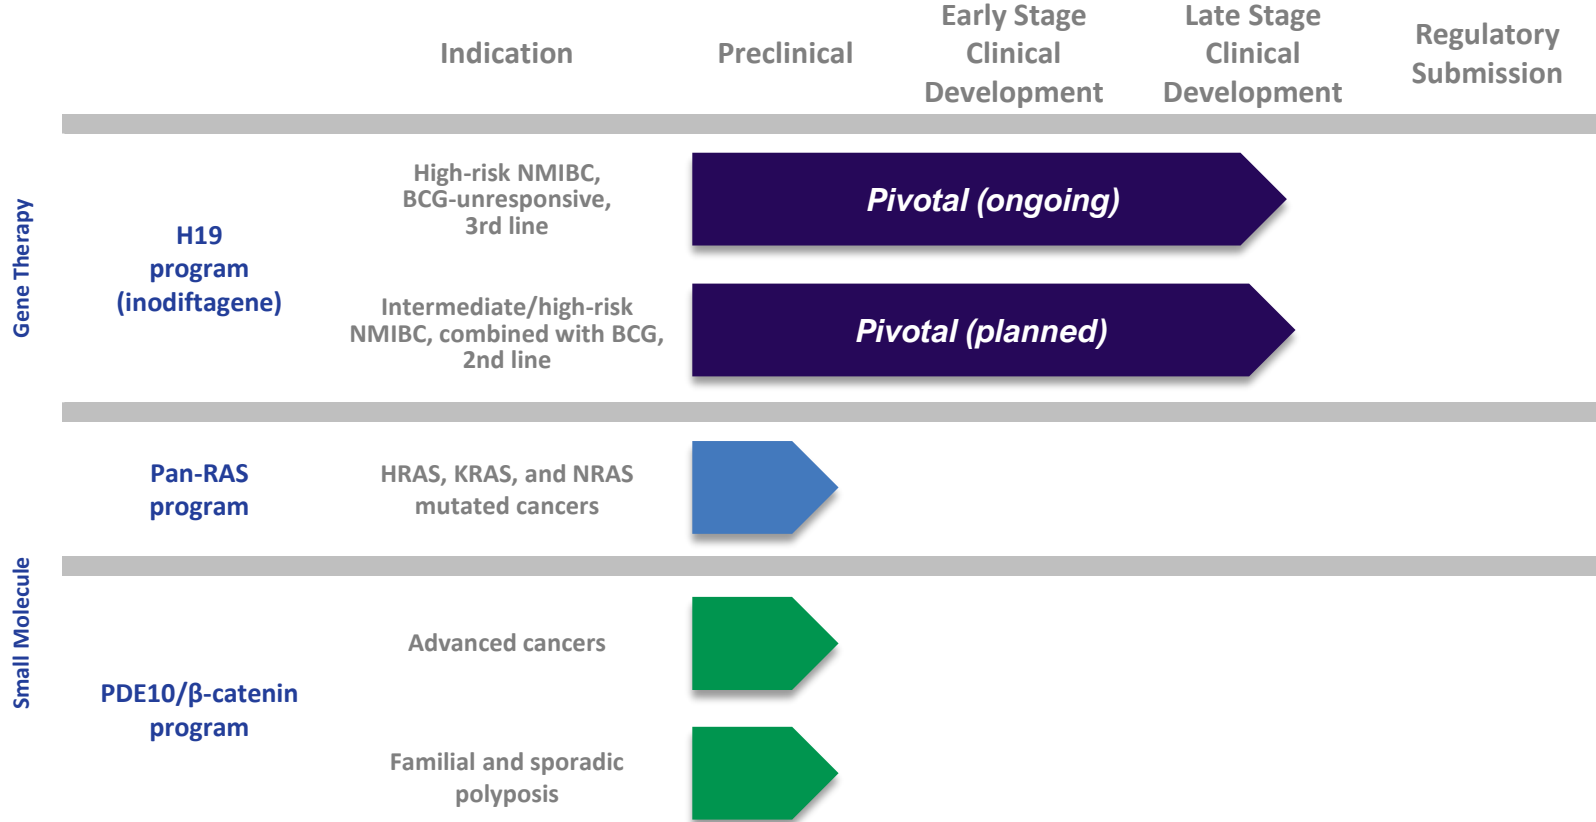 Indication
Preclinical
Early Stage
Clinical
Development
Late Stage
Clinical
Development
Regulatory
Submission
Gene Therapy
H19
program
(inodiftagene)
High-risk NMIBC,
BCG-unresponsive,
3rd line
Pivotal (ongoing)
Intermediate/high-risk
NMIBC, combined with BCG,
2nd line
Pivotal (planned)
Small Molecule
Pan-RAS
program
HRAS, KRAS, and NRAS
mutated cancers
PDE10/β-catenin
program
Advanced cancers
Familial and sporadic
polyposis